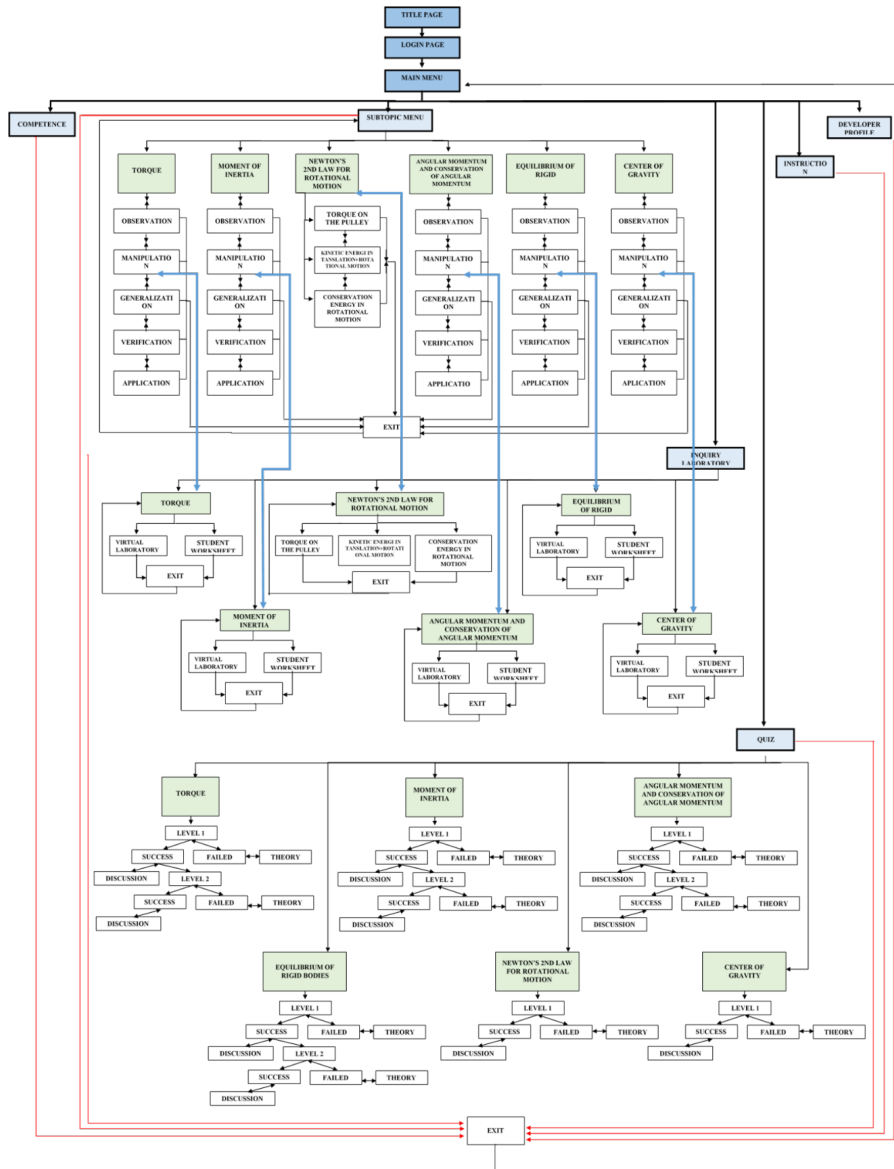 TITLE PAGE
LOGIN PAGE
MAIN MENU
COMPETENCE
SUBTOPIC MENU
DEVELOPER
PROFILE
INSTRUCTIO
N
TORQUE
MOMENT OF
INERTIA
NEWTON'S
2ND LAW FOR
ROTATIONAL
MOTION
ANGULAR MOMENTUM
AND CONSERVATION
OF ANGULAR
MOMENTUM
EQUILIBRIUM
OF RIGID
CENTER OF
GRAVITY
OBSERVATION
MANIPULATIO
N
GENERALIZATI
ON
VERIFICATION
APPLICATION
OBSERVATION
MANIPULATIO
N
GENERALIZATI
ON
VERIFICATION
APPLICATION
TORQUE ON
THE PULLEY
KINETIC ENERGI IN
TANSLATION+ROTA
TIONAL MOTION
CONSERVATION
ENERGY IN
ROTATIONAL
MOTION
OBSERVATION
MANIPULATIO
N
GENERALIZATI
ON
VERIFICATION
APPLICATIO
OBSERVATION
MANIPULATIO
N
GENERALIZATI
ON
VERIFICATION
APPLICATION
OBSERVATION
MANIPULATIO
N
GENERALIZATI
ON
VERIFICATION
APLICATION
EXIT
INQUIRY
LABORATORY
TORQUE
VIRTUAL
LABORATORY
STUDENT
WORKSHEET
EXIT
NEWTON'S 2ND LAW FOR
ROTATIONAL MOTION
TORQUE ON
THE PULLEY
KINETIC ENERGI IN
TANSLATION+ROTATI
ONAL MOTION
CONSERVATION
ENERGY IN
ROTATIONAL
MOTION
EXIT
EQUILIBRIUM
OF RIGID
VIRTUAL
LABORATORY
STUDENT
WORKSHEET
EXIT
MOMENT OF
INERTIA
VIRTUAL
LABORATORY
STUDENT
WORKSHEET
EXIT
ANGULAR MOMENTUM AND
CONSERVATION OF
ANGULAR MOMENTUM
VIRTUAL
LABORATORY
STUDENT
WORKSHEET
EXIT
CENTER OF
GRAVITY
VIRTUAL
LABORATORY
STUDENT
WORKSHEET
EXIT
QUIZ
TORQUE
LEVEL 1
SUCCESS
FAILED
THEORY
DISCUSSION
LEVEL 2
SUCCESS
FAILED
THEORY
DISCUSSION
MOMENT OF
INERTIA
LEVEL 1
SUCCESS
FAILED
THEORY
DISCUSSION
LEVEL 2
SUCCESS
FAILED
THEORY
DISCUSSION
ANGULAR MOMENTUM
AND CONSERVATION OF
ANGULAR MOMENTUM
LEVEL 1
SUCCESS
FAILED
THEORY
DISCUSSION
LEVEL 2
SUCCESS
FAILED
THEORY
DISCUSSION
EQUILIBRIUM OF
RIGID BODIES
LEVEL 1
SUCCESS
FAILED
THEORY
DISCUSSION
LEVEL 2
SUCCESS
FAILED
THEORY
DISCUSSION
NEWTON'S 2ND LAW
FOR ROTATIONAL
MOTION
LEVEL 1
SUCCESS
FAILED
THEORY
DISCUSSION
CENTER OF
GRAVITY
LEVEL 1
SUCCESS
FAILED
THEORY
DISCUSSION
EXIT